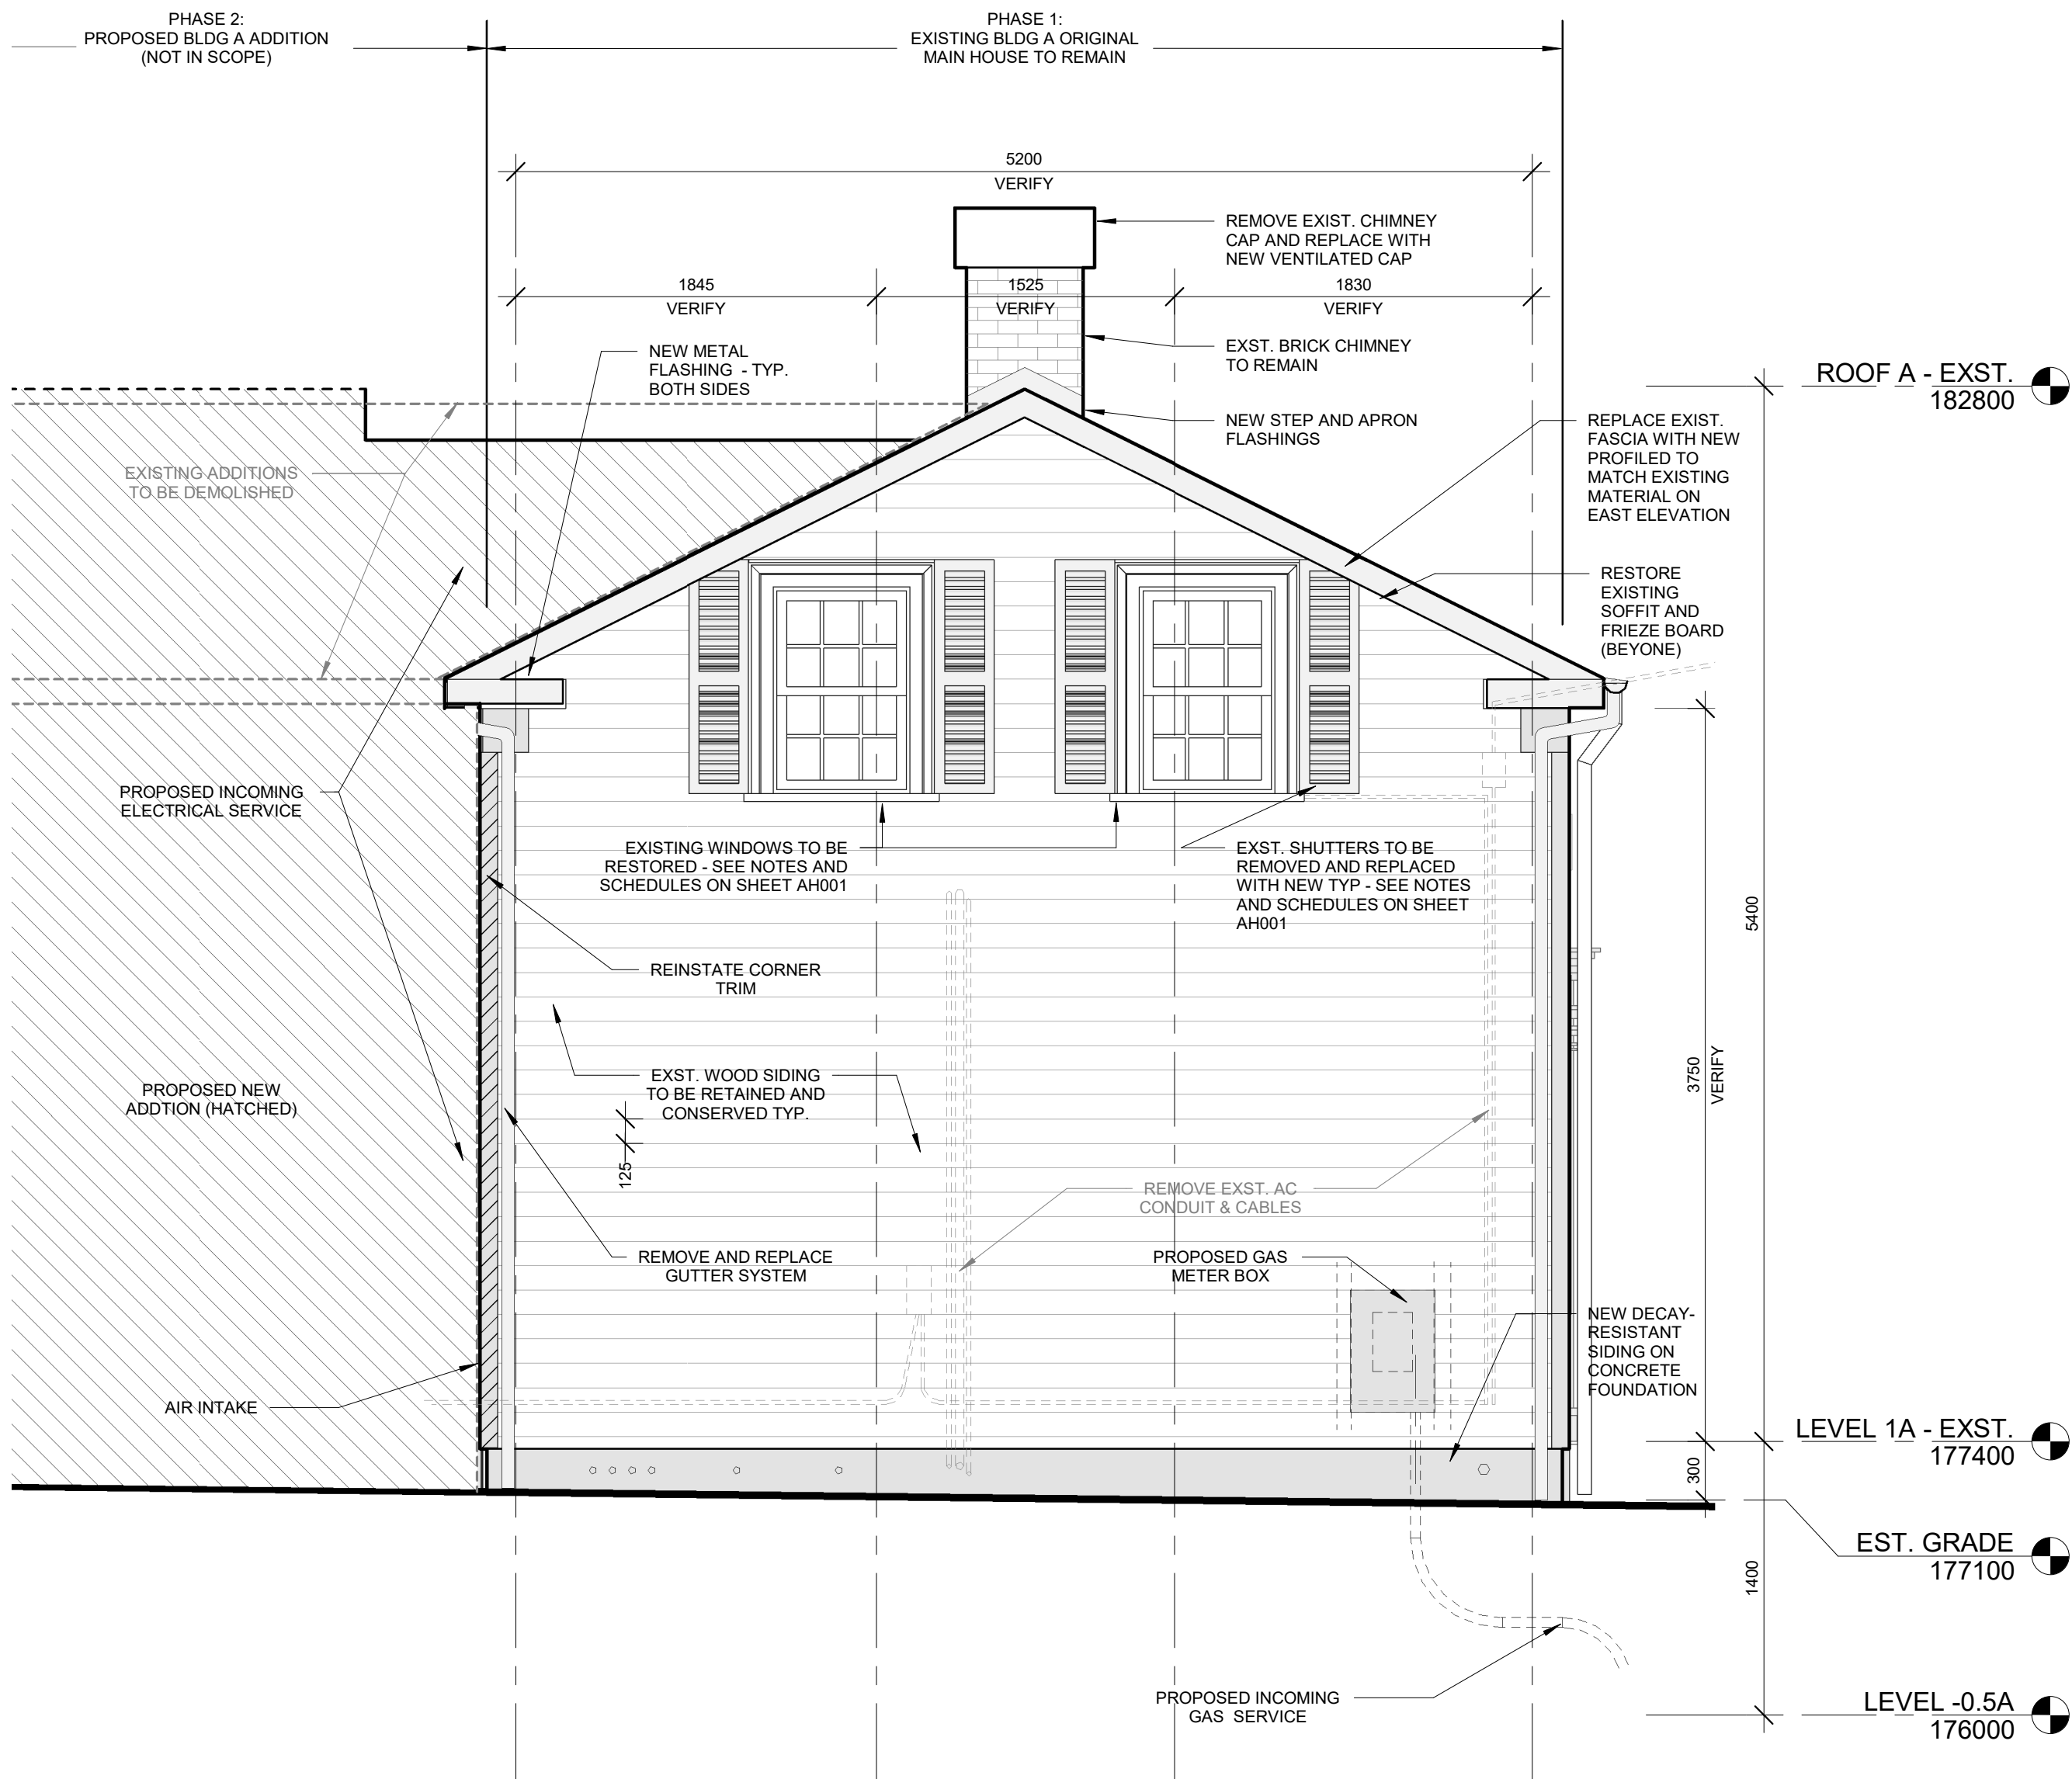 PHASE 2:
PROPOSED BLDG A ADDITION
(NOT IN SCOPE)
PHASE 1:
EXISTING BLDG A ORIGINAL
MAIN HOUSE TO REMAIN
5200
VERIFY
REMOVE EXIST. CHIMNEY
CAP AND REPLACE WITH
NEW VENTILATED CAP
1845
VERIFY
1525
VERIFY
1830
VERIFY
NEW METAL
FLASHING - TYP.
BOTH SIDES
EXST. BRICK CHIMNEY
TO REMAIN
ROOF A - EXST.
182800
NEW STEP AND APRON
FLASHINGS
REPLACE EXIST.
FASCIA WITH NEW
PROFILED TO
MATCH EXISTING
MATERIAL ON
EAST ELEVATION
EXISTING ADDITIONS
TO BE DEMOLISHED
RESTORE
EXISTING
SOFFIT AND
FRIEZE BOARD
(BEYONE)
PROPOSED INCOMING
ELECTRICAL SERVICE
EXISTING WINDOWS TO BE
RESTORED - SEE NOTES AND
SCHEDULES ON SHEET AH001
EXST. SHUTTERS TO BE
REMOVED AND REPLACED
WITH NEW TYP - SEE NOTES
AND SCHEDULES ON SHEET
AH001
5400
REINSTATE CORNER
TRIM
3750
VERIFY
PROPOSED NEW
ADDTION (HATCHED)
EXST. WOOD SIDING
TO BE RETAINED AND
CONSERVED TYP.
125
REMOVE EXST. AC
CONDUIT & CABLES
REMOVE AND REPLACE
GUTTER SYSTEM
PROPOSED GAS
METER BOX
NEW DECAY-
RESISTANT
SIDING ON
CONCRETE
FOUNDATION
AIR INTAKE
LEVEL 1A - EXST.
177400
300
EST. GRADE
177100
1400
PROPOSED INCOMING
GAS SERVICE
LEVEL -0.5A
176000